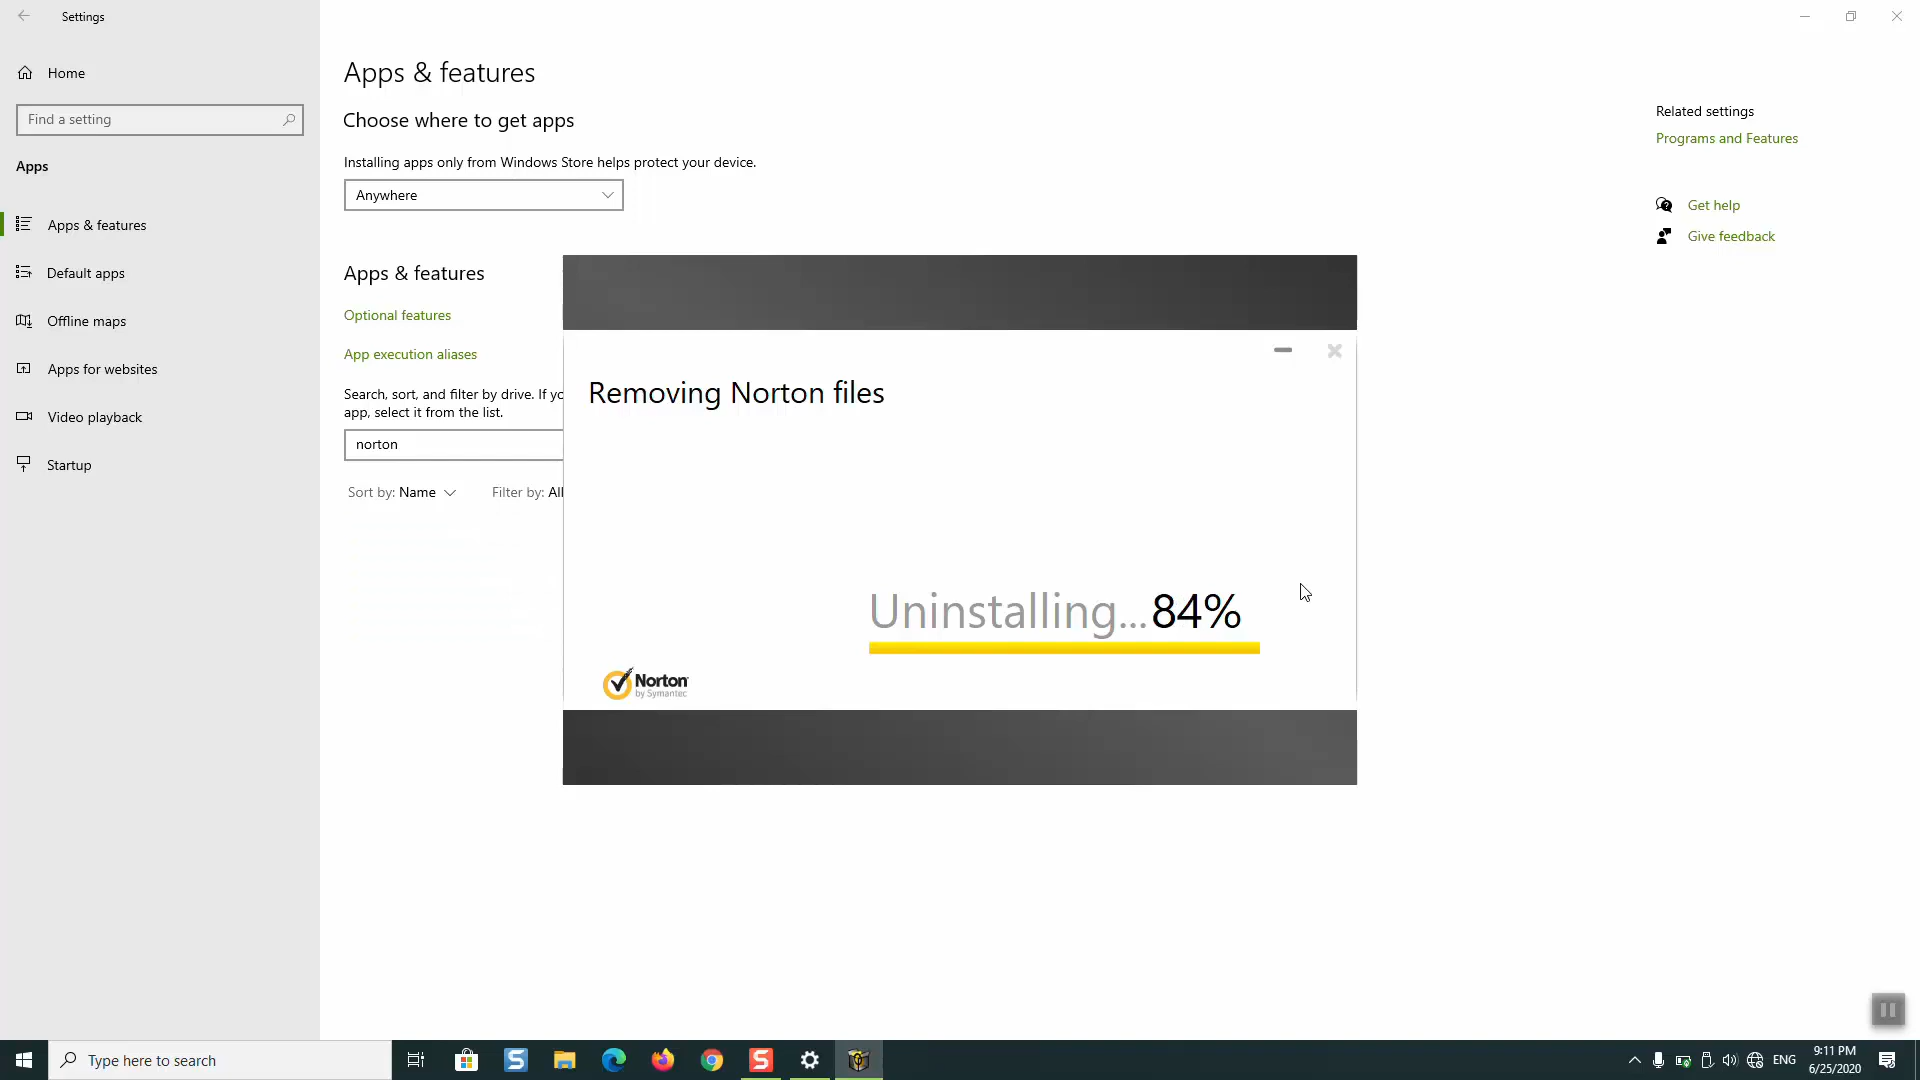 Settings
Home
Find a setting
Apps
Apps & features
Default apps
Offline maps
Apps for websites
Video playback
Startup
Apps & features
Choose where to get apps
Installing apps only from Windows Store helps protect your device.
Anywhere
Apps & features
Optional features
App execution aliases
Search, sort, and filter by drive. If yo
app, select it from the list.
norton
Sort by: Name
Filter by: All
Related settings
Programs and Features
Get help
Give feedback
Removing Norton files
Uninstalling...84%
Norton
by Symantec
Type here to search
ENG
9:11 PM
6/25/2020